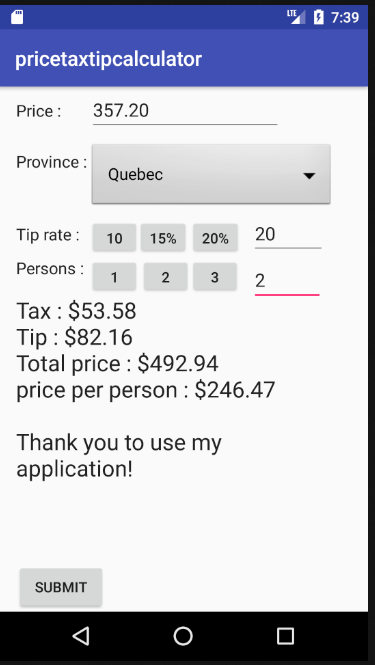 LTE 7:39
pricetaxtipcalculator
Price : 357.20
Province : Quebec
Tip rate : 10 15% 20% 20
Persons : 1 2 3 2
Tax : $53.58
Tip : $82.16
Total price : $492.94
price per person : $246.47
Thank you to use my
application!
SUBMIT